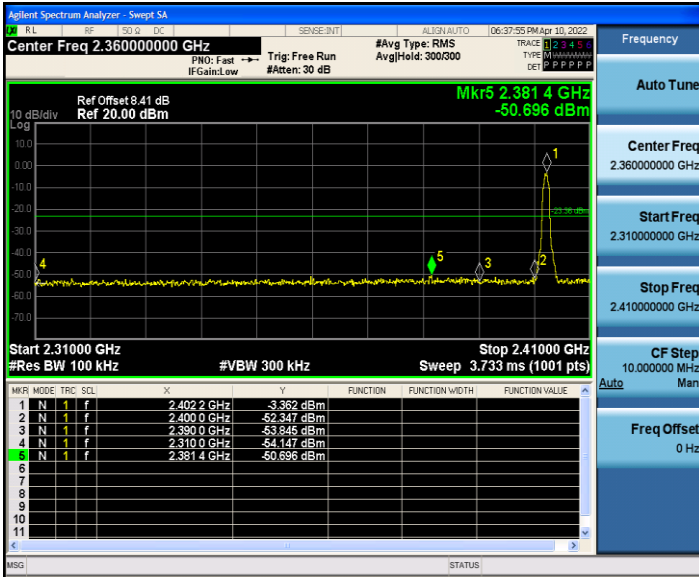 Agilent Spectrum Analyzer - Swept SA
RL RF 50 Ω DC SENSE:INT ALIGN AUTO 06:37:55 PM Apr 10, 2022
Center Freq 2.360000000 GHz
PNO: Fast
IFGain:Low
Trig: Free Run
#Atten: 30 dB
#Avg Type: RMS
Avg|Hold: 300/300
TRACE 1 2 3 4 5 6
TYPE M
DET P P P P P P
Mkr5 2.381 4 GHz
-50.696 dBm
10 dB/div
Log
Ref Offset 8.41 dB
Ref 20.00 dBm
10.0
0.00
-10.0
-20.0
-30.0
-40.0
-50.0
-60.0
-70.0
-23.36 dBm
1
2
3
4
5
Start 2.31000 GHz Stop 2.41000 GHz
#Res BW 100 kHz #VBW 300 kHz Sweep 3.733 ms (1001 pts)
MKR MODE TRC SCL X Y FUNCTION FUNCTION WIDTH FUNCTION VALUE
1 N 1 f 2.402 2 GHz -3.362 dBm
2 N 1 f 2.400 0 GHz -52.347 dBm
3 N 1 f 2.390 0 GHz -53.845 dBm
4 N 1 f 2.310 0 GHz -54.147 dBm
5 N 1 f 2.381 4 GHz -50.696 dBm
6
7
8
9
10
11
MSG STATUS
Frequency
Auto Tune
Center Freq
2.360000000 GHz
Start Freq
2.310000000 GHz
Stop Freq
2.410000000 GHz
CF Step
10.000000 MHz
Auto Man
Freq Offset
0 Hz